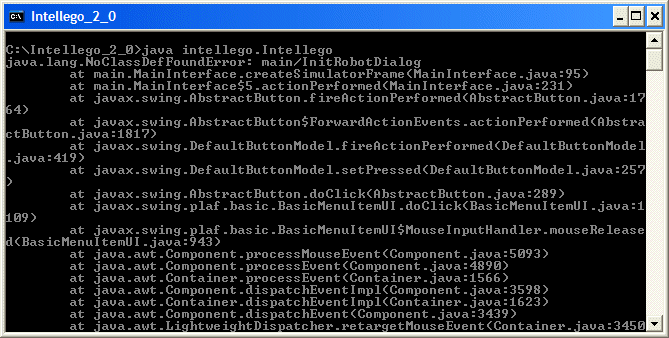 Intellego_2_0
C:\Intellego_2_0>java intellego.Intellego
java.lang.NoClassDefFoundError: main/InitRobotDialog
at main.MainInterface.createSimulatorFrame(MainInterface.java:95)
at main.MainInterface$5.actionPerformed(MainInterface.java:231)
at javax.swing.AbstractButton.fireActionPerformed(AbstractButton.java:17
64)
at javax.swing.AbstractButton$ForwardActionEvents.actionPerformed(Abstra
ctButton.java:1817)
at javax.swing.DefaultButtonModel.fireActionPerformed(DefaultButtonModel
.java:419)
at javax.swing.DefaultButtonModel.setPressed(DefaultButtonModel.java:257
)
at javax.swing.AbstractButton.doClick(AbstractButton.java:289)
at javax.swing.plaf.basic.BasicMenuItemUI.doClick(BasicMenuItemUI.java:1
109)
at javax.swing.plaf.basic.BasicMenuItemUI$MouseInputHandler.mouseRelease
d(BasicMenuItemUI.java:943)
at java.awt.Component.processMouseEvent(Component.java:5093)
at java.awt.Component.processEvent(Component.java:4890)
at java.awt.Container.processEvent(Container.java:1566)
at java.awt.Component.dispatchEventImpl(Component.java:3598)
at java.awt.Container.dispatchEventImpl(Container.java:1623)
at java.awt.Component.dispatchEvent(Component.java:3439)
at java.awt.LightweightDispatcher.retargetMouseEvent(Container.java:3450